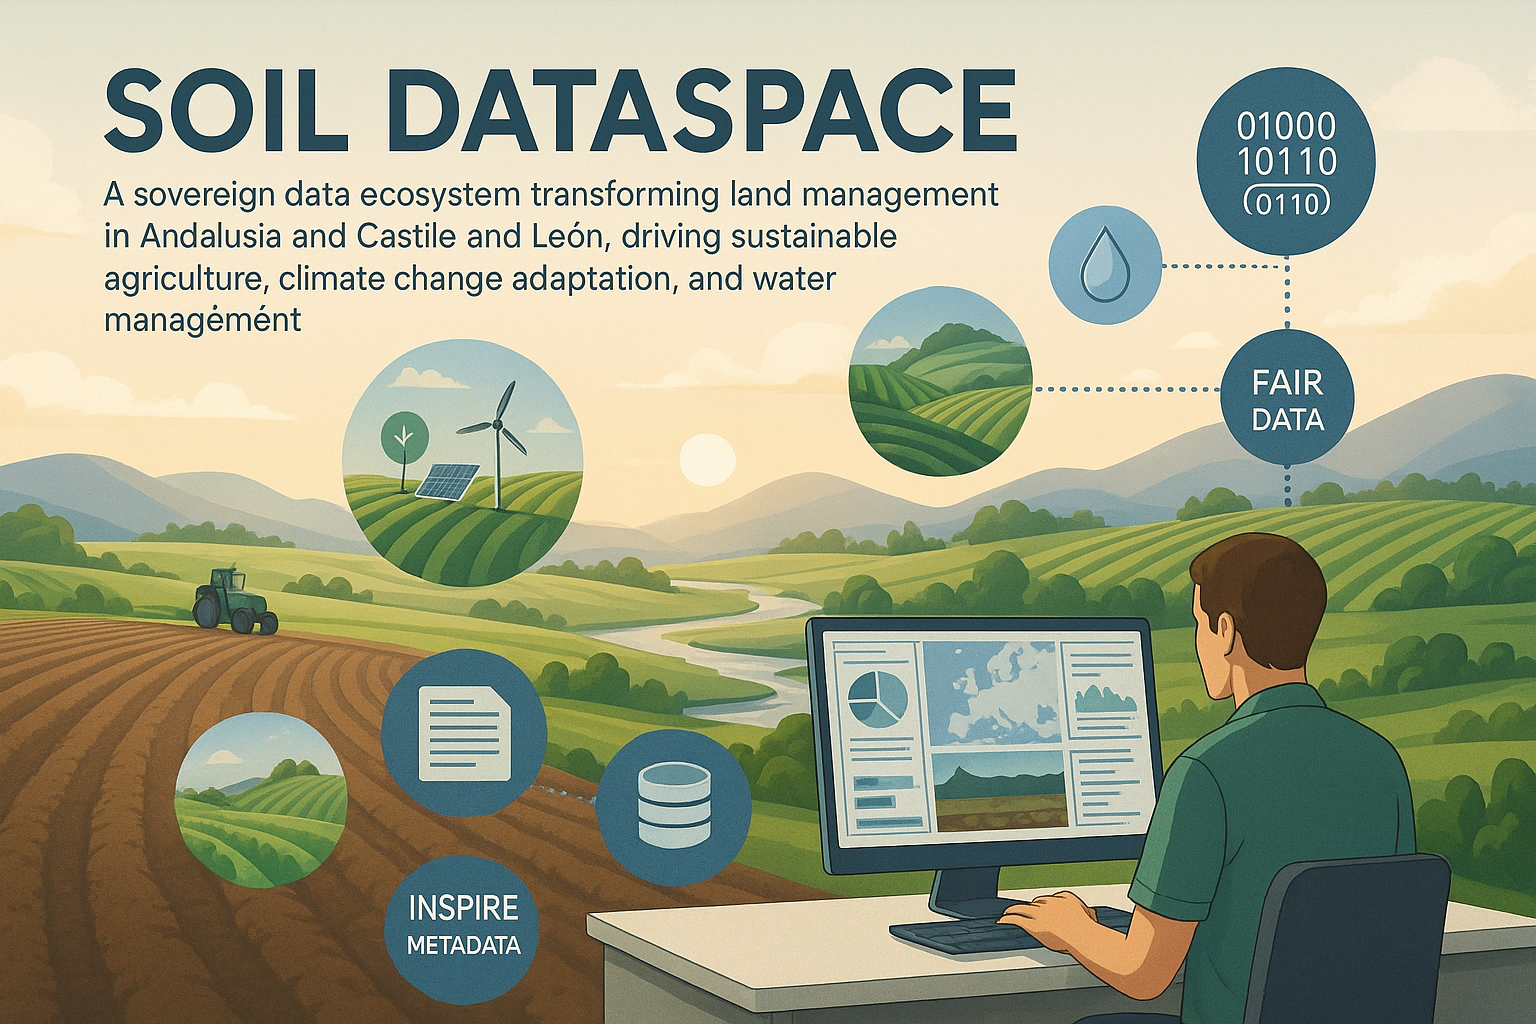 SOIL DATASPACE
A sovereign data ecosystem transforming land management
in Andalusia and Castile and León, driving sustainable
agriculture, climate change adaptation, and water
managėmént
01000
10110
(0110)
FAIR
DATA
INSPIRE
METADATA